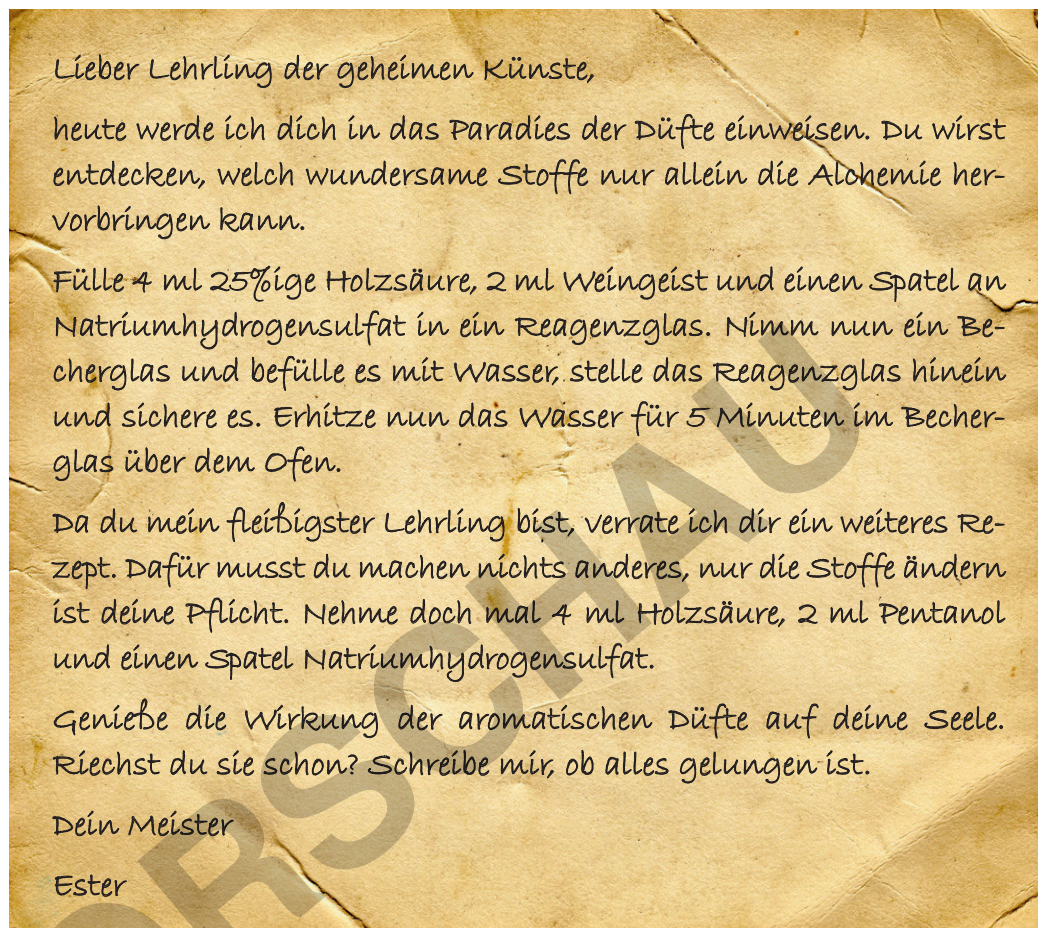 Lieber Lehrling der geheimen Künste,
heute werde ich dich in das Paradies der Düfte einweisen. Du wirst
entdecken, welch wundersame Stoffe nur allein die Alchemie her-
vorbringen kann.
Fülle 4 ml 25%ige Holzsäure, 2 ml Weingeist und einen Spatel an
Natriumhydrogensulfat in ein Reagenzglas. Nimm nun ein Be-
cherglas und befülle es mit Wasser, stelle das Reagenzglas hinein
und sichere es. Erhitze nun das Wasser für 5 Minuten im Becher-
glas über dem Ofen.
Da du mein fleißigster Lehrling bist, verrate ich dir ein weiteres Re-
zept. Dafür musst du machen nichts anderes, nur die Stoffe ändern
ist deine Pflicht. Nehme doch mal 4 ml Holzsäure, 2 ml Pentanol
und einen Spatel Natriumhydrogensulfat.
Genieße die Wirkung der aromatischen Düfte auf deine Seele.
Riechst du sie schon? Schreibe mir, ob alles gelungen ist.
Dein Meister
Ester
ORSCHAU